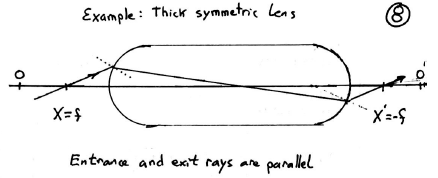 Example: Thick symmetric Lens
8
O
O'
X=f
X'=-f
Entrance and exit rays are parallel